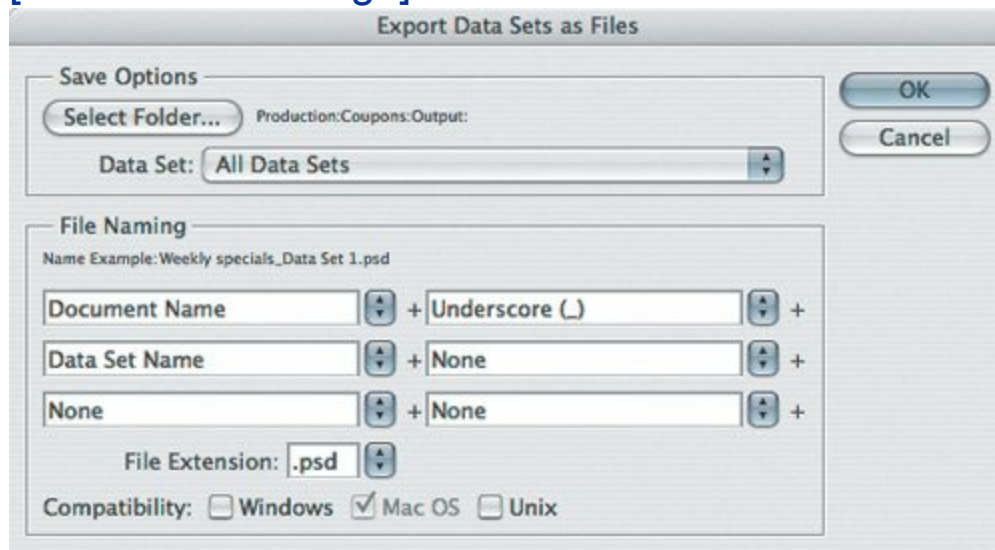 Export Data Sets as Files
Save Options
Select Folder... Production:Coupons:Output:
OK
Data Set: All Data Sets
Cancel
File Naming
Name Example:Weekly specials_Data Set 1.psd
Document Name + Underscore (_) +
Data Set Name + None +
None + None +
File Extension: .psd
Compatibility: Windows Mac OS Unix